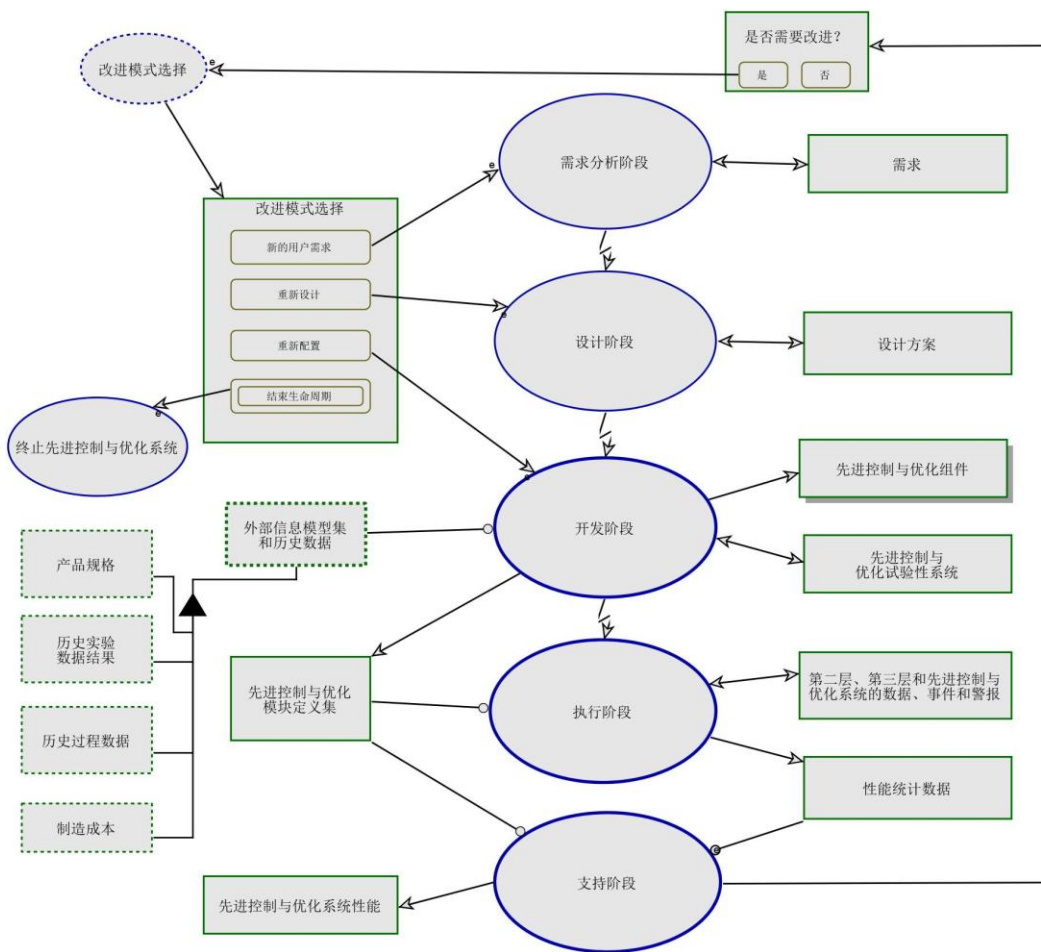 是否需要改进?
是
否
改进模式选择
e
需求分析阶段
需求
e
改进模式选择
新的用户需求
重新设计
e
设计阶段
设计方案
重新配置
结束生命周期
e
终止先进控制与优化系统
先进控制与优化组件
e
外部信息模型集
和历史数据
开发阶段
产品规格
先进控制与
优化试验性系统
历史实验
数据结果
先进控制与优化
模块定义集
执行阶段
第二层、第三层和先进控制与
优化系统的数据、事件和警报
历史过程数据
性能统计数据
制造成本
e
支持阶段
先进控制与优化系统性能